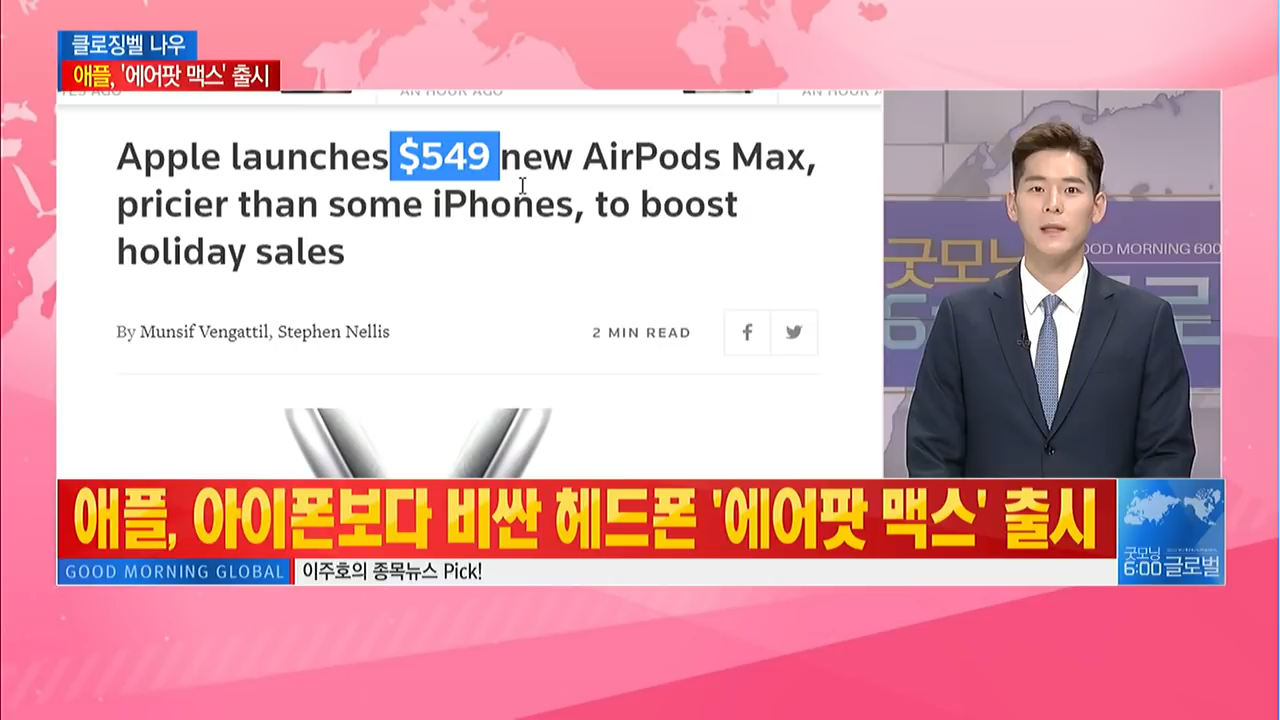 클로징벨 나우
애플, '에어팟 맥스' 출시
AN HOUR AGO
Apple launches $549 new AirPods Max,
pricier than some iPhones, to boost
holiday sales
By Munsif Vengattil, Stephen Nellis
2 MIN READ
굿모닝
GOOD MORNING 600
애플, 아이폰보다 비싼 헤드폰 '에어팟 맥스' 출시
GOOD MORNING GLOBAL
이주호의 종목뉴스 Pick!
굿모닝
6:00 글로벌